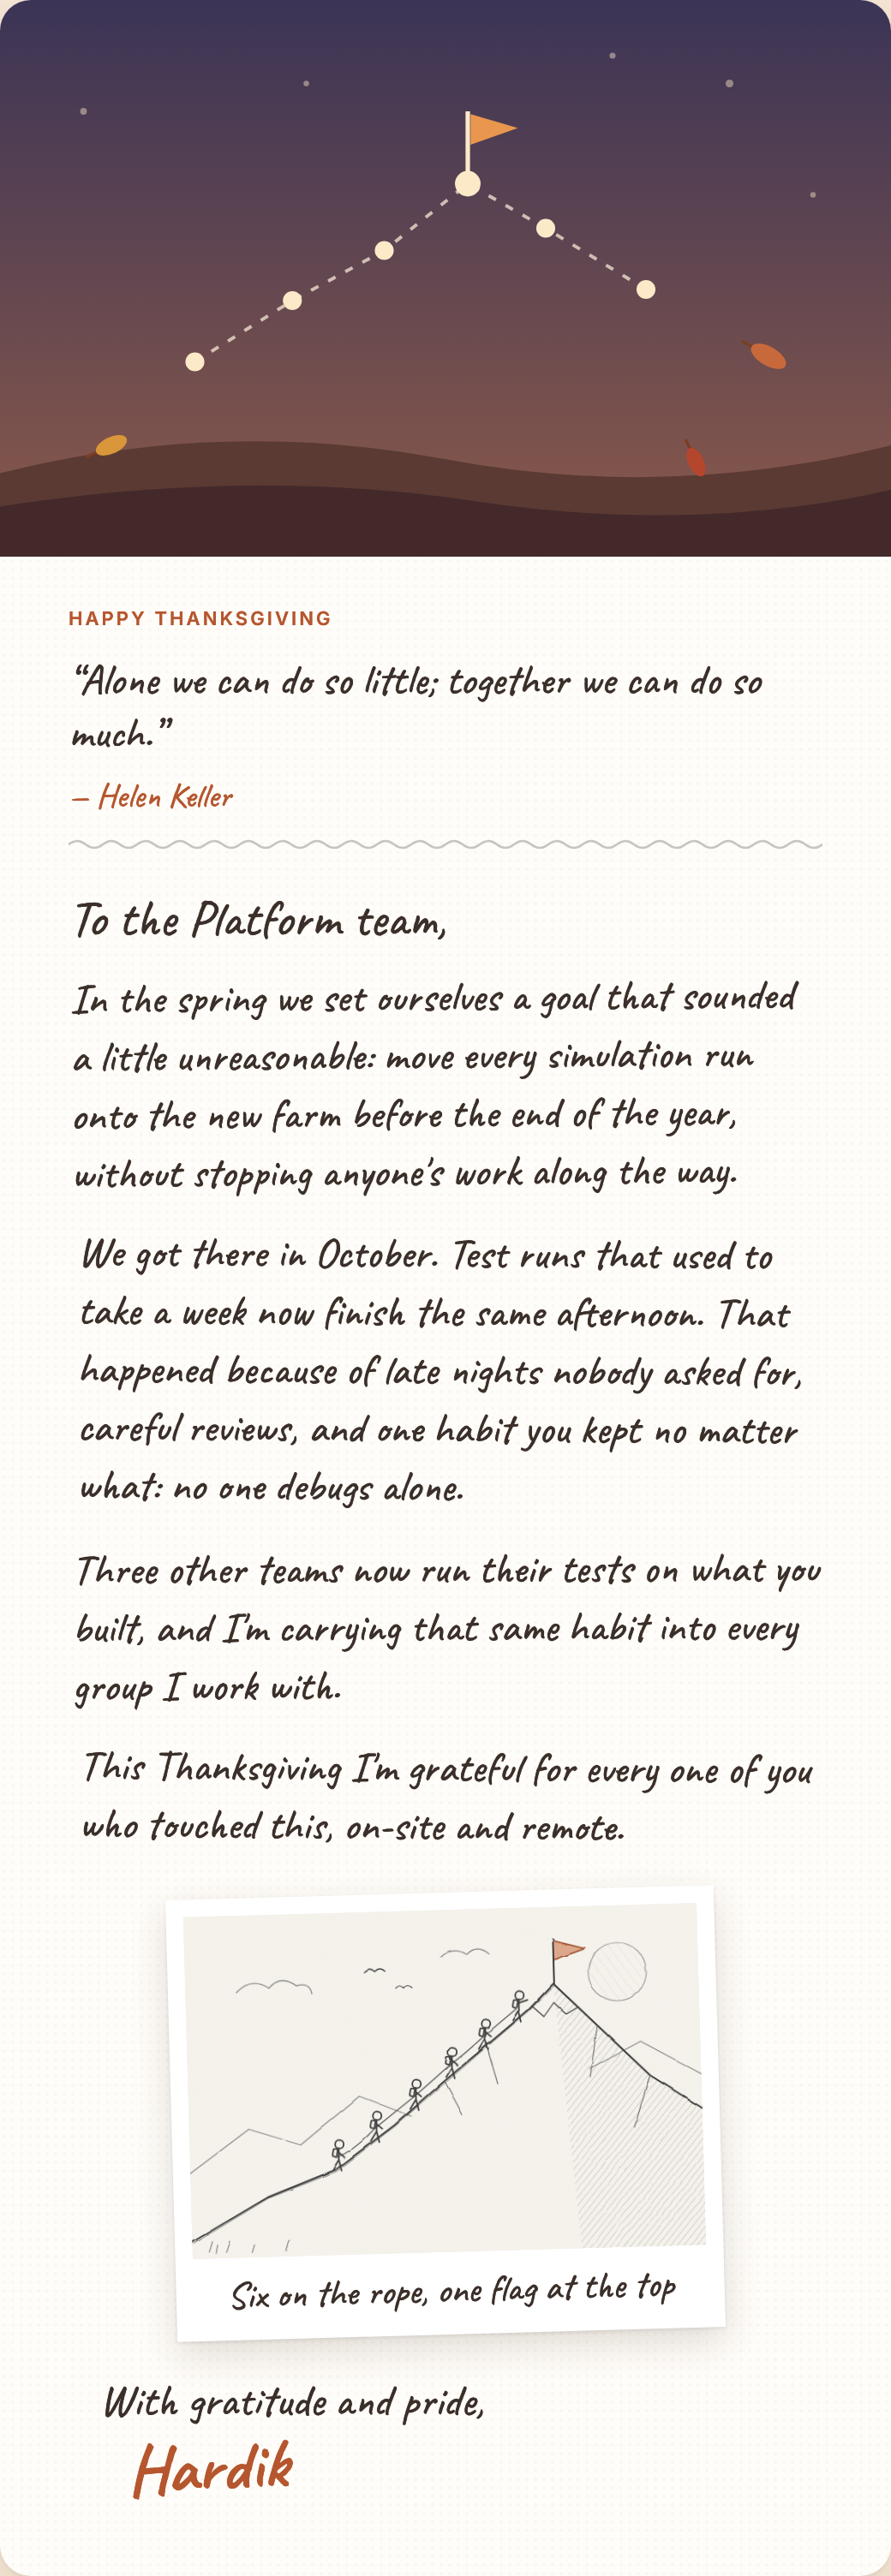 HAPPY THANKSGIVING
“Alone we can do so little; together we can do so
much.”
– Helen Keller
To the Platform team,
In the spring we set ourselves a goal that sounded
a little unreasonable: move every simulation run
onto the new farm before the end of the year,
without stopping anyone's work along the way.
We got there in October. Test runs that used to
take a week now finish the same afternoon. That
happened because of late nights nobody asked for,
careful reviews, and one habit you kept no matter
what: no one debugs alone.
Three other teams now run their tests on what you
built, and I'm carrying that same habit into every
group I work with.
This Thanksgiving I'm grateful for every one of you
who touched this, on-site and remote.
Six on the rope, one flag at the top
With gratitude and pride,
Hardik